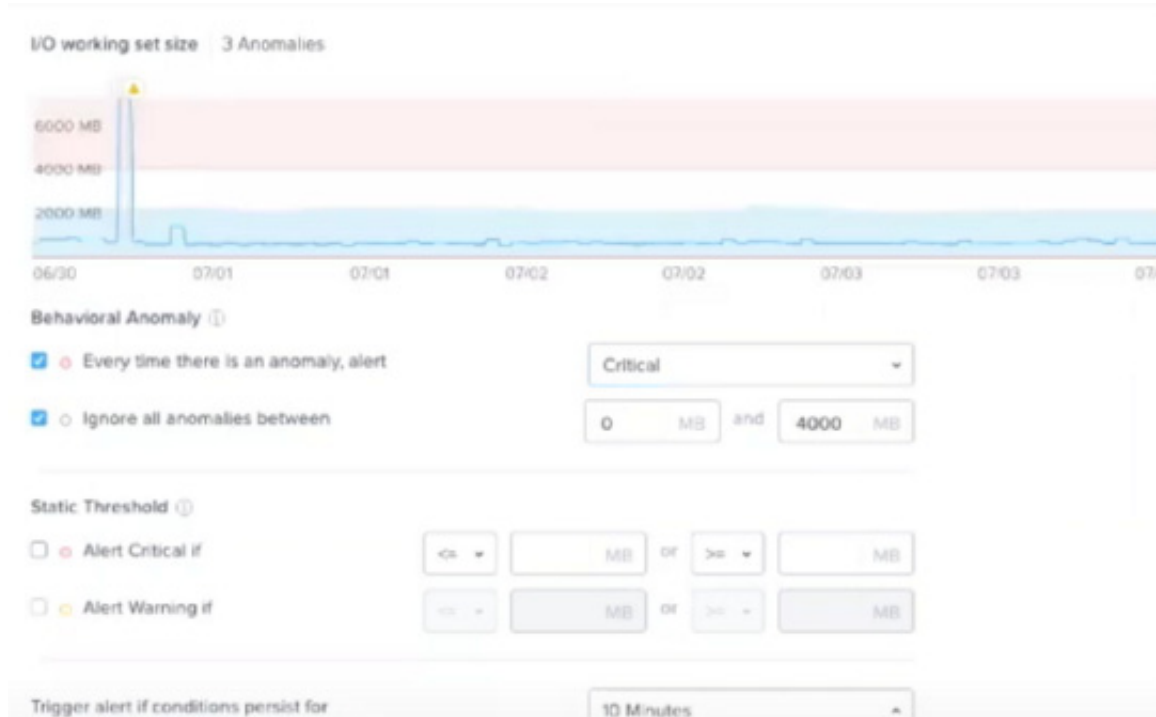 I/O working set size 3 Anomalies
6000 MB
4000 MB
2000 MB
06/30 07/01 07/01 07/02 07/02 07/03 07/03 07/
Behavioral Anomaly ⓘ
Every time there is an anomaly, alert Critical
Ignore all anomalies between 0 MB and 4000 MB
Static Threshold ⓘ
Alert Critical if <= MB or >= MB
Alert Warning if <= MB or >= MB
Trigger alert if conditions persist for 10 Minutes